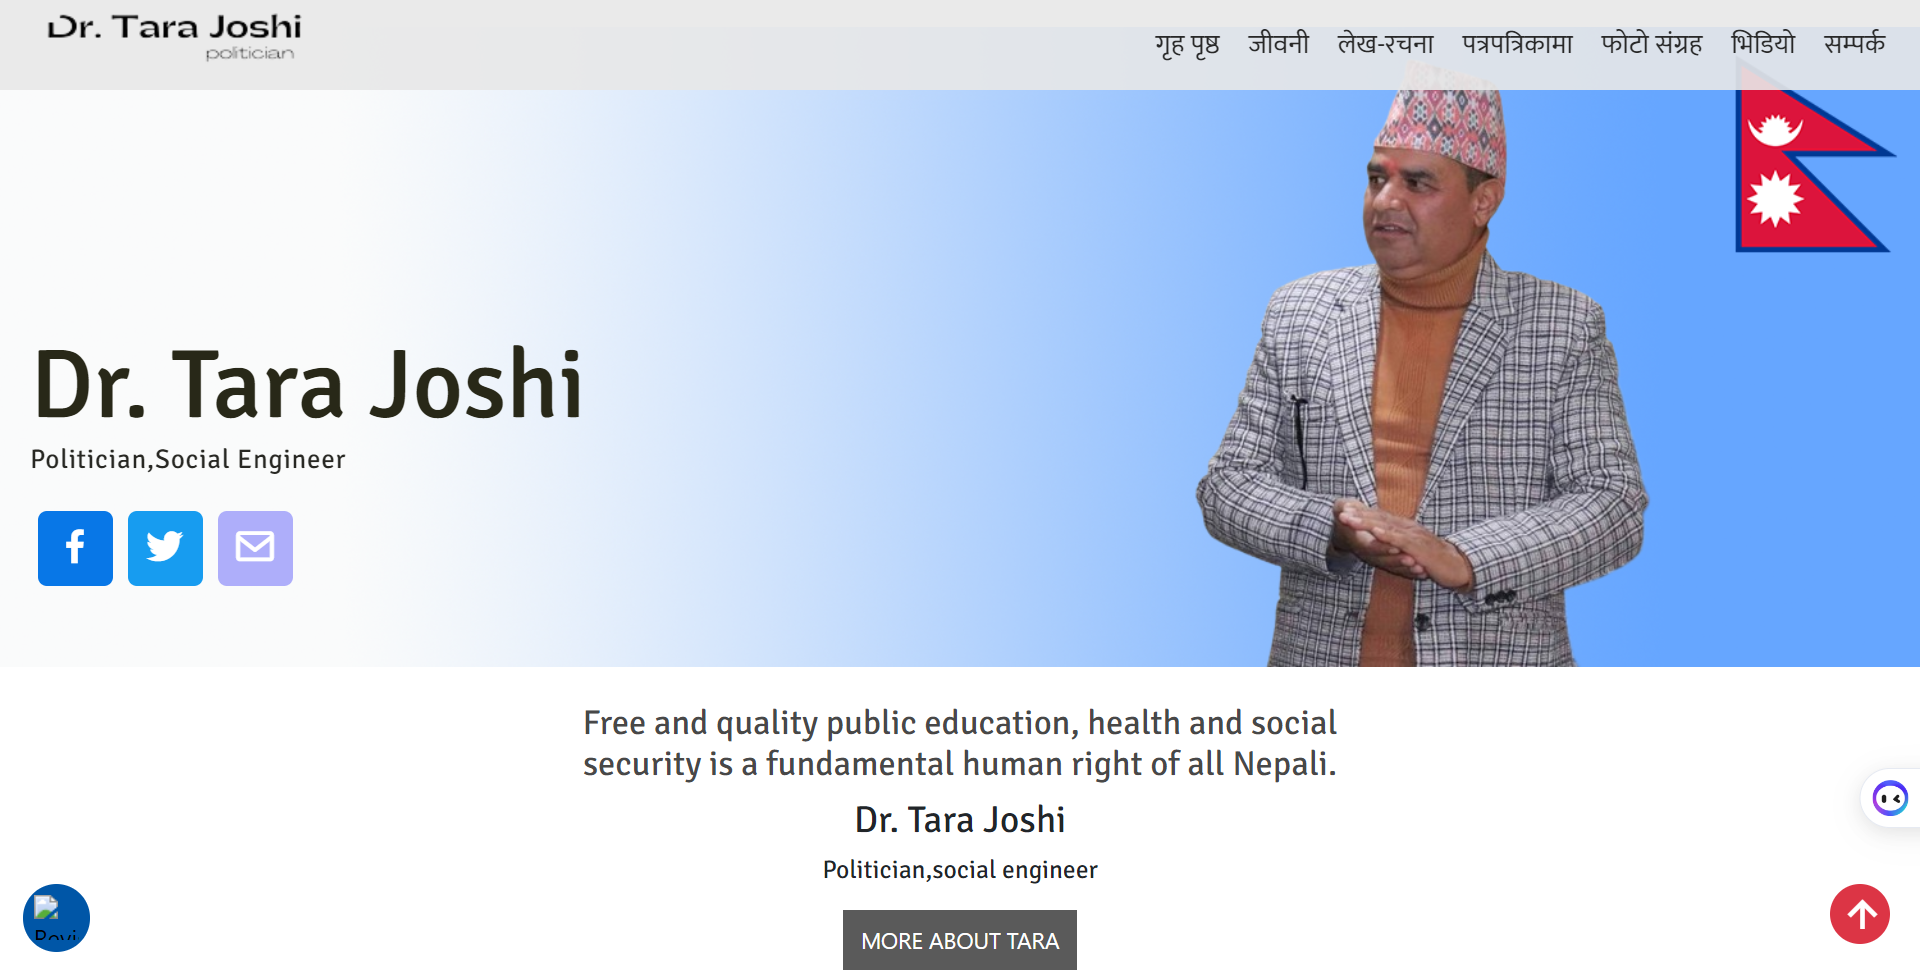 Dr. Tara Joshi
politician
गृह पृष्ठ जीवनी लेख-रचना पत्रपत्रिकामा फोटो संग्रह भिडियो सम्पर्क
Dr. Tara Joshi
Politician,Social Engineer
Free and quality public education, health and social
security is a fundamental human right of all Nepali.
Dr. Tara Joshi
Politician,social engineer
MORE ABOUT TARA